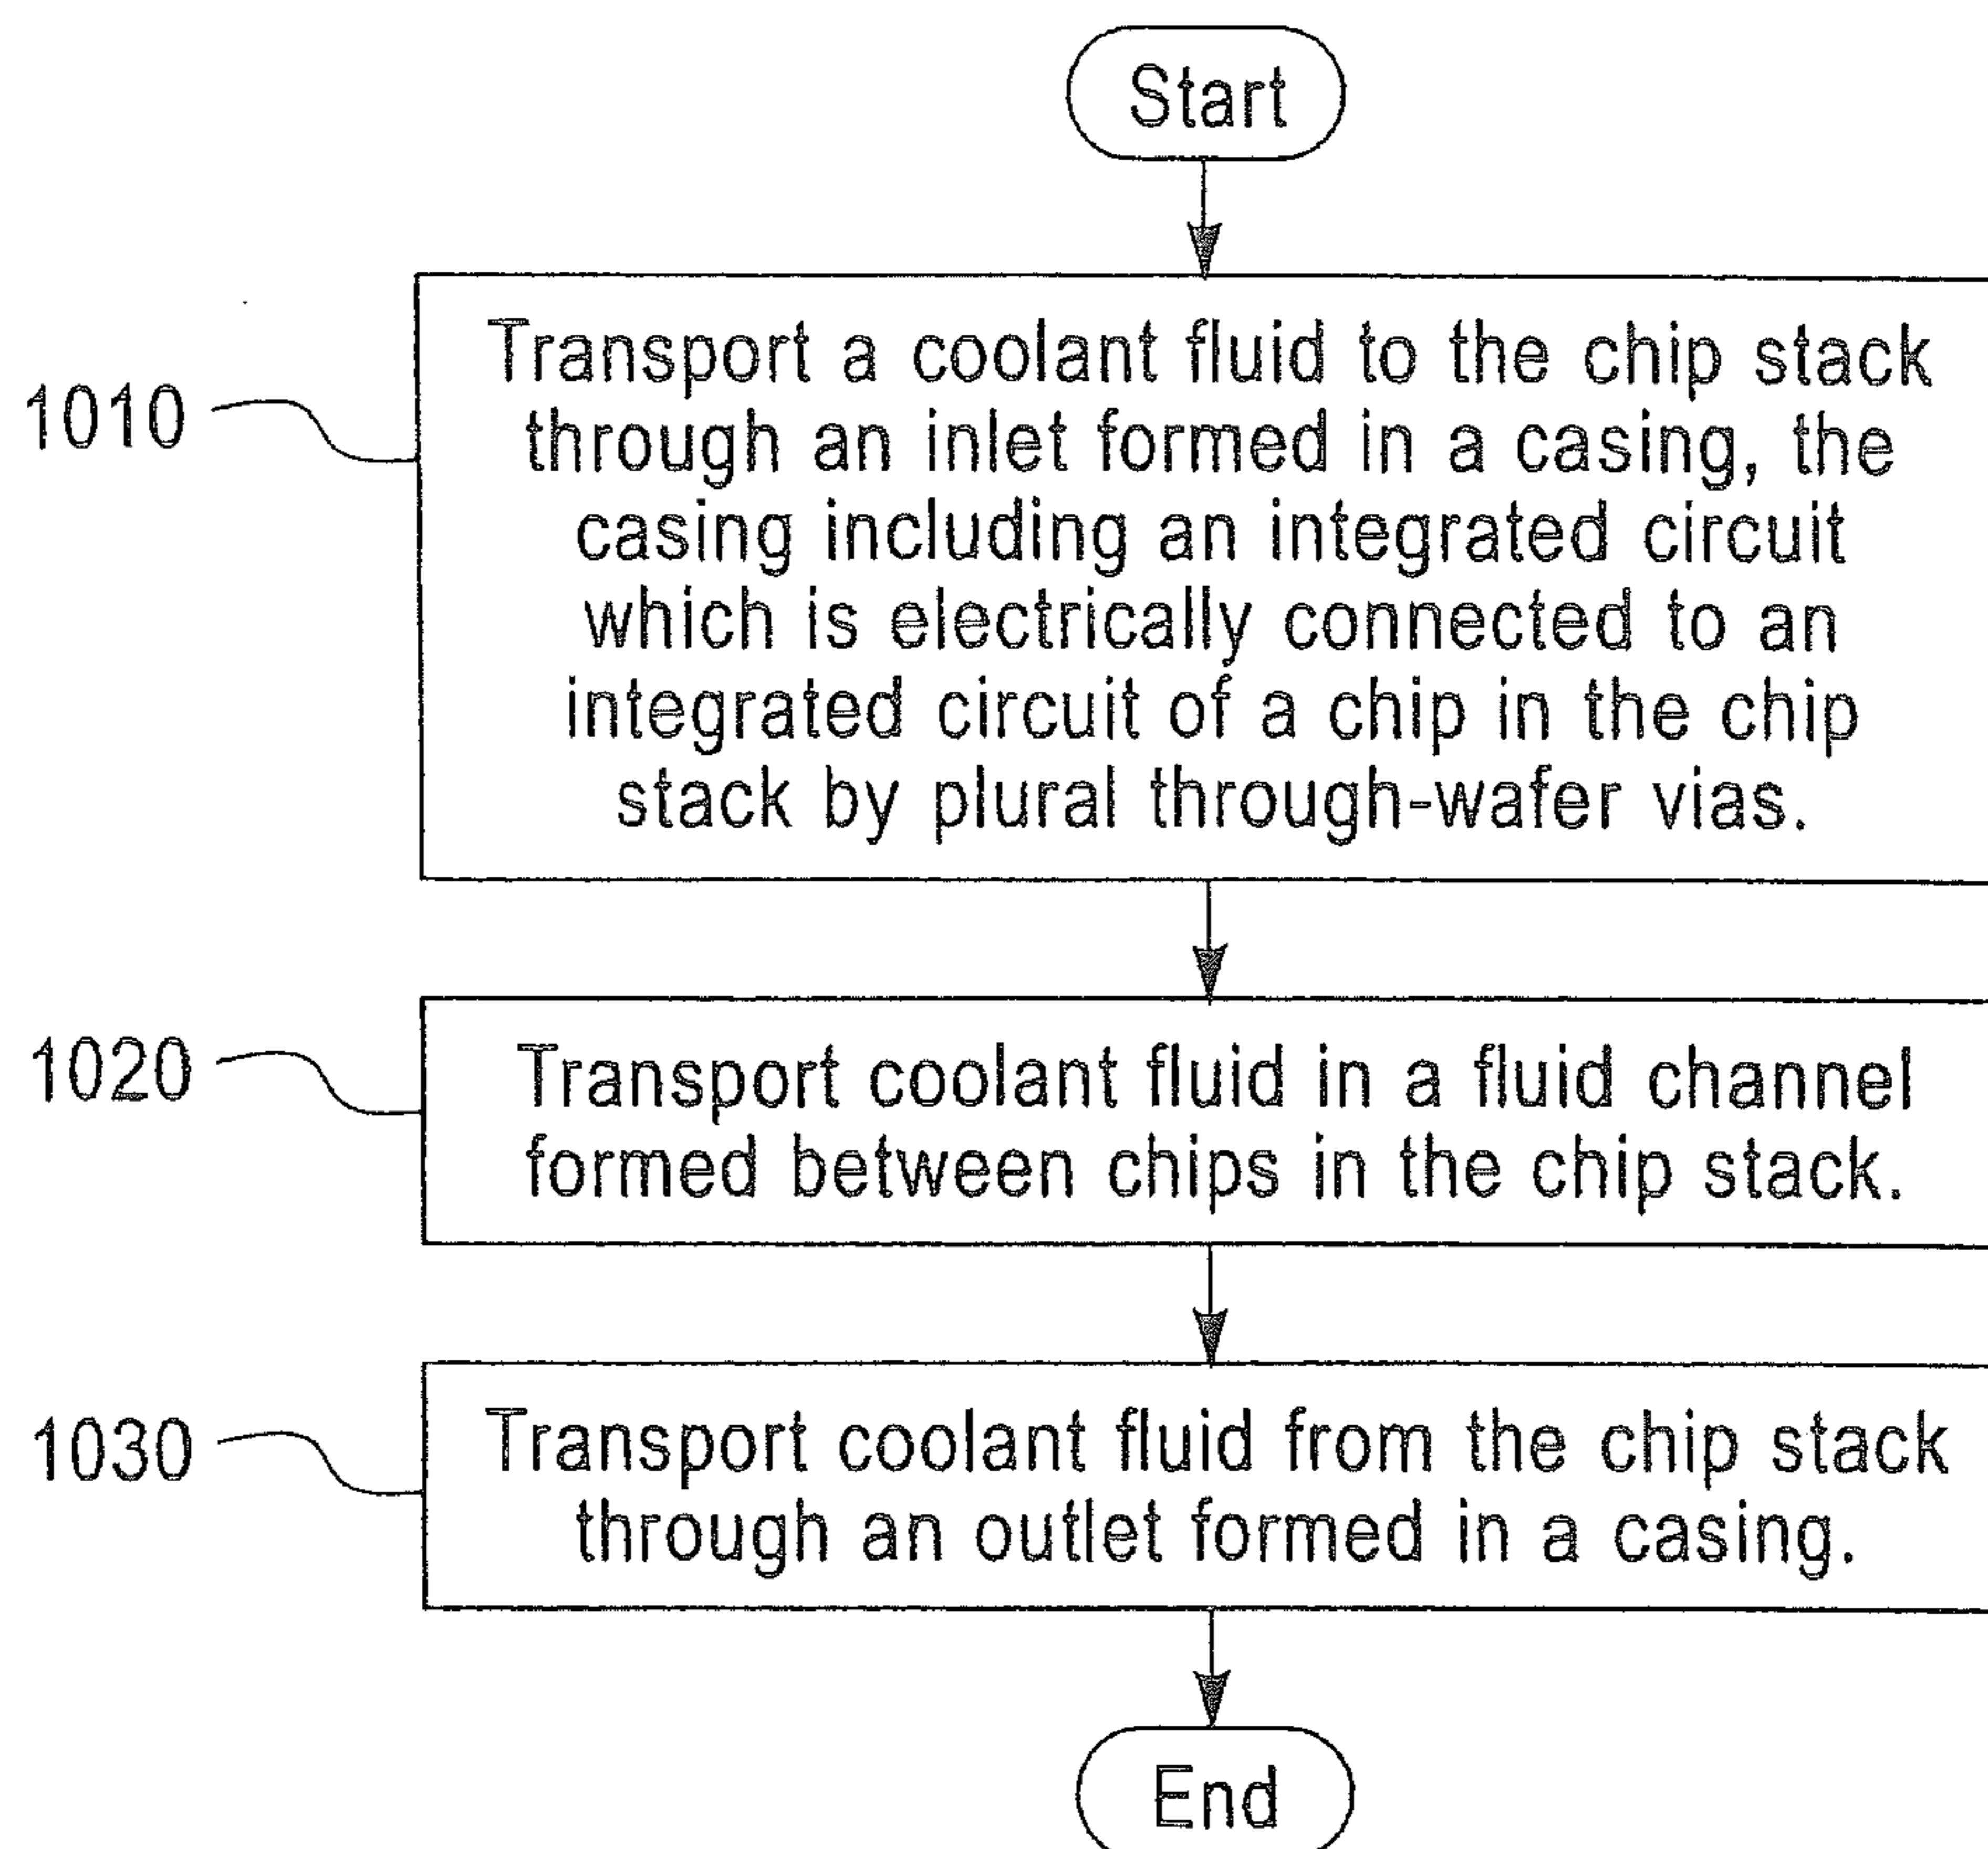 Start
1010
Transport a coolant fluid to the chip stack
through an inlet formed in a casing, the
casing including an integrated circuit
which is electrically connected to an
integrated circuit of a chip in the chip
stack by plural through-wafer vias.
1020
Transport coolant fluid in a fluid channel
formed between chips in the chip stack.
1030
Transport coolant fluid from the chip stack
through an outlet formed in a casing.
End